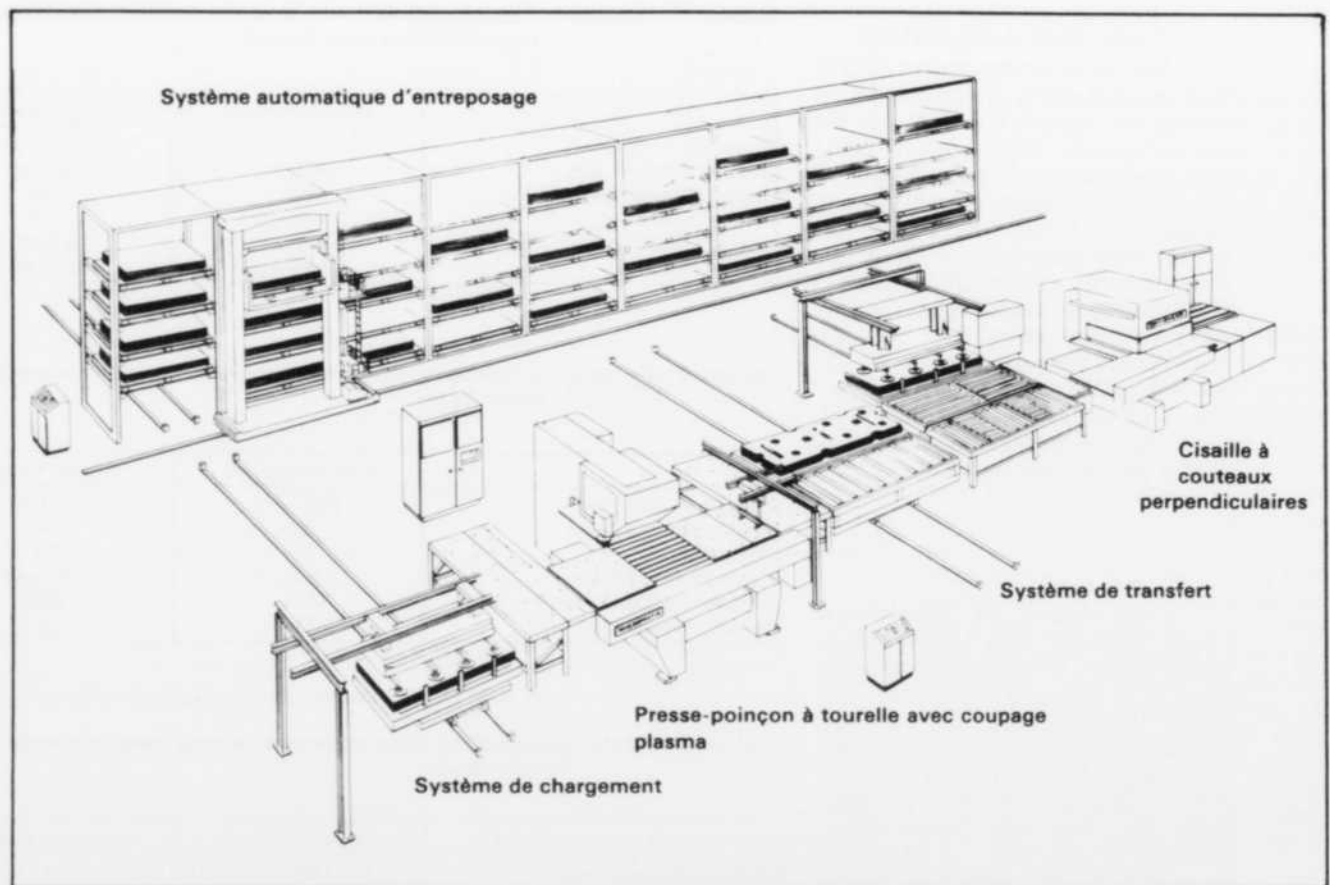 Système automatique d'entreposage
Cisaille à
couteaux
perpendiculaires
Système de transfert
Presse-poinçon à tourelle avec coupage
plasma
Système de chargement